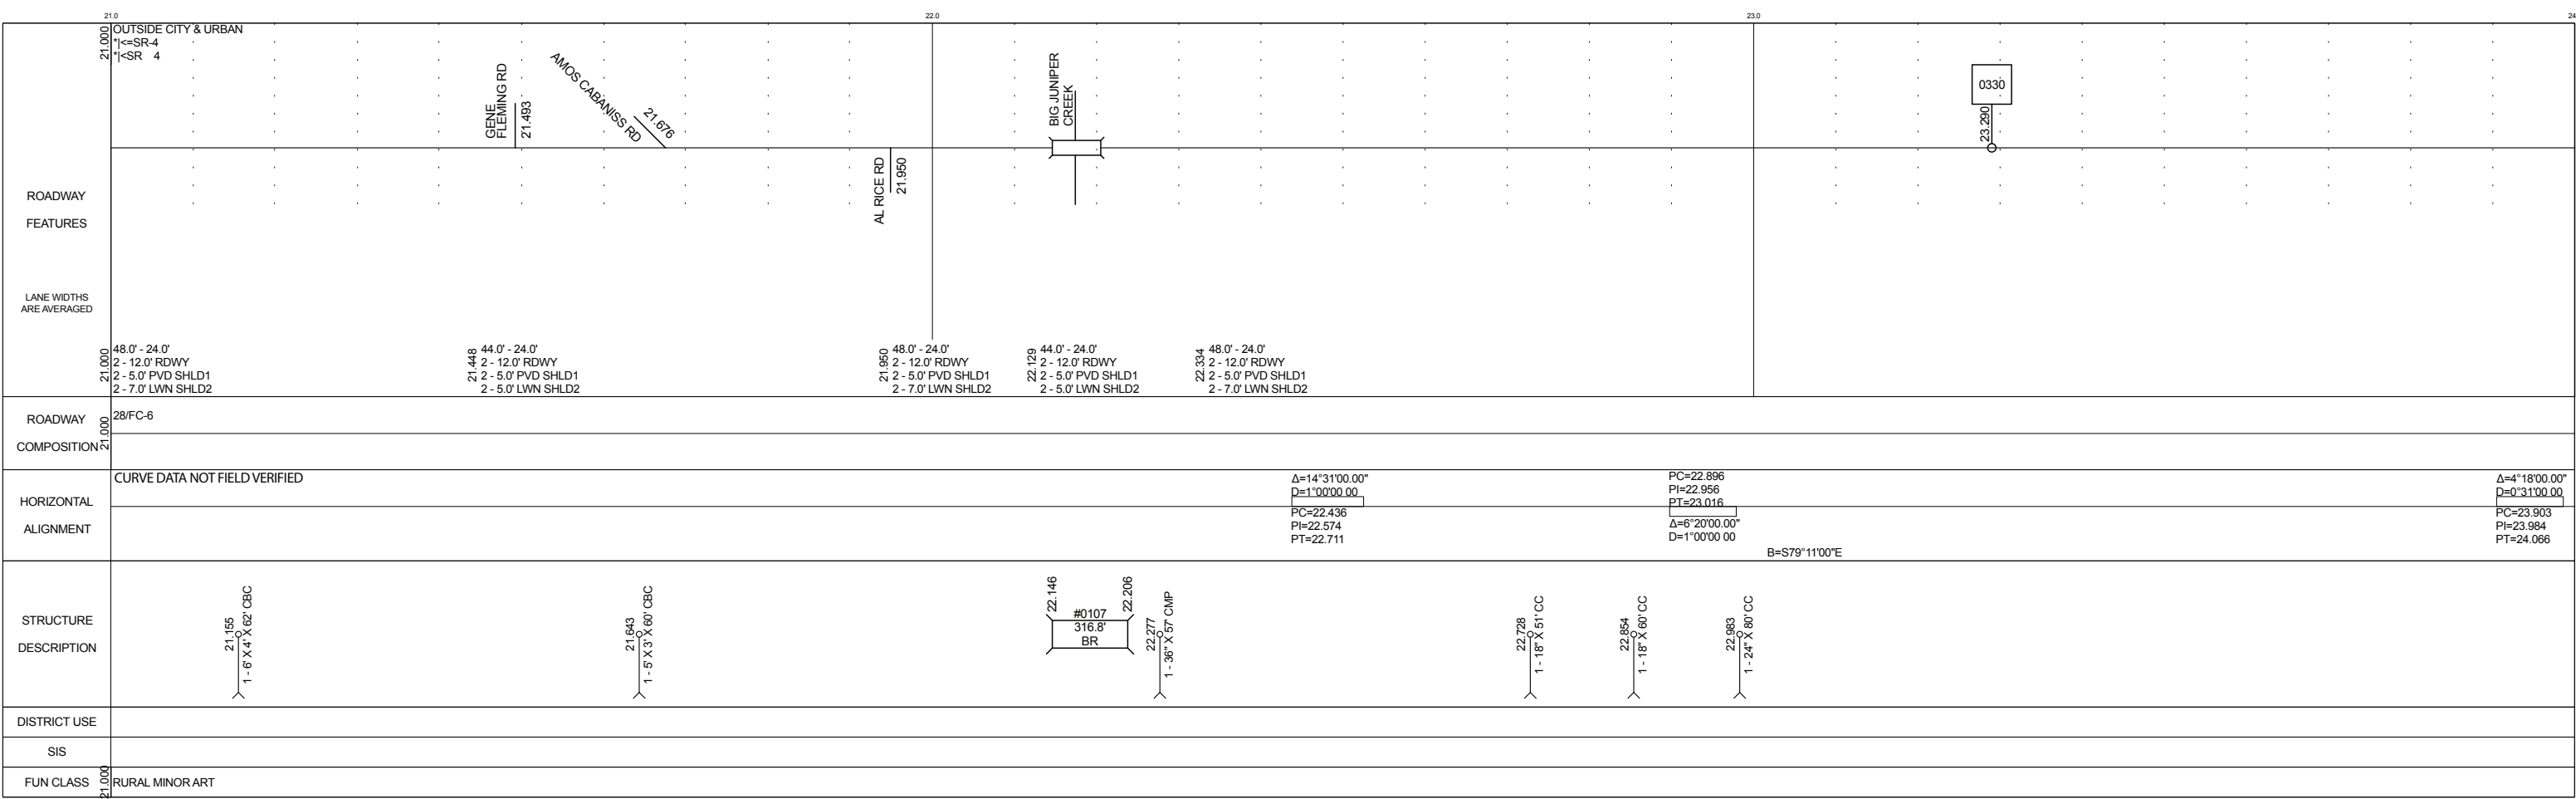 21.0
22.0
23.0
24
21.000
OUTSIDE CITY & URBAN
*|<=SR-4
*|<SR 4
GENE
FLEMING RD
21.493
AMOS CABANISS RD
21.676
AL RICE RD
21.950
BIG JUNIPER
CREEK
0330
23.290
ROADWAY
FEATURES
LANE WIDTHS
ARE AVERAGED
21.000
48.0' - 24.0'
2 - 12.0' RDWY
2 - 5.0' PVD SHLD1
2 - 7.0' LWN SHLD2
21.448
44.0' - 24.0'
2 - 12.0' RDWY
2 - 5.0' PVD SHLD1
2 - 5.0' LWN SHLD2
21.950
48.0' - 24.0'
2 - 12.0' RDWY
2 - 5.0' PVD SHLD1
2 - 7.0' LWN SHLD2
22.129
44.0' - 24.0'
2 - 12.0' RDWY
2 - 5.0' PVD SHLD1
2 - 5.0' LWN SHLD2
22.334
48.0' - 24.0'
2 - 12.0' RDWY
2 - 5.0' PVD SHLD1
2 - 7.0' LWN SHLD2
ROADWAY
COMPOSITION
21.000
28/FC-6
HORIZONTAL
ALIGNMENT
CURVE DATA NOT FIELD VERIFIED
Δ=14°31'00.00"
D=1°00'00 00
PC=22.436
PI=22.574
PT=22.711
PC=22.896
PI=22.956
PT=23.016
Δ=6°20'00.00"
D=1°00'00 00
B=S79°11'00"E
Δ=4°18'00.00"
D=0°31'00 00
PC=23.903
PI=23.984
PT=24.066
STRUCTURE
DESCRIPTION
21.155
1 - 6' X 4' X 62' CBC
21.643
1 - 5' X 3' X 60' CBC
22.146
22.206
#0107
316.8'
BR
22.277
1 - 36" X 57' CMP
22.728
1 - 18" X 51' CC
22.854
1 - 18" X 60' CC
22.983
1 - 24" X 80' CC
DISTRICT USE
SIS
FUN CLASS
21.000
RURAL MINOR ART